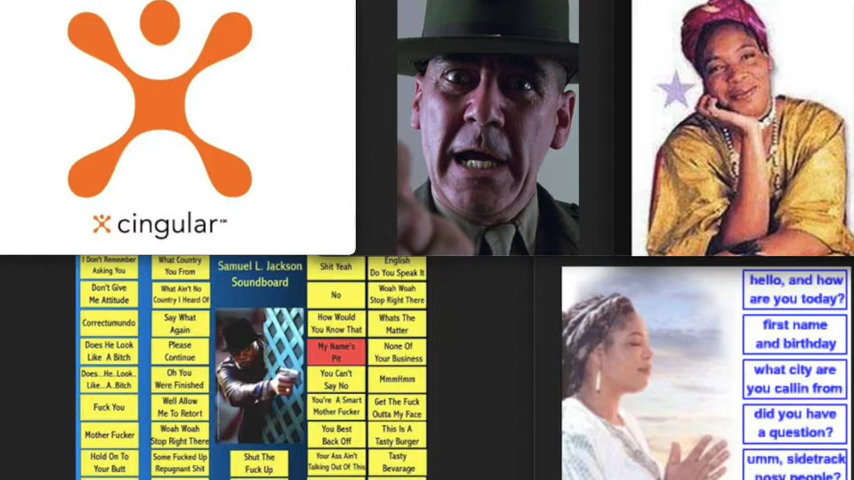 cingular™
I Don't Remember
Asking You
What Country
You From
Samuel L. Jackson
Soundboard
Shit Yeah
English
Do You Speak It
Don't Give
Me Attitude
What Ain't No
Country I Heard Of
No
Woah Woah
Stop Right There
Correctumundo
Say What
Again
How Would
You Know That
Whats The
Matter
Does He Look
Like A Bitch
Please
Continue
My Name's
Pit
None Of
Your Business
Does...He..Look..
Like...A..Bitch
Oh You
Were Finished
You Can't
Say No
MmmHmm
Fuck You
Well Allow
Me To Retort
You're A Smart
Mother Fucker
Get The Fuck
Outta My Face
Mother Fucker
Woah Woah
Stop Right There
You Best
Back Off
This Is A
Tasty Burger
Hold On To
Your Butt
Some Fucked Up
Repugnant Shit
Shut The
Fuck Up
Your Ass Ain't
Talking Out Of This
Tasty
Bevarage
hello, and how
are you today?
first name
and birthday
what city are
you callin from
did you have
a question?
umm, sidetrack
nosy people?